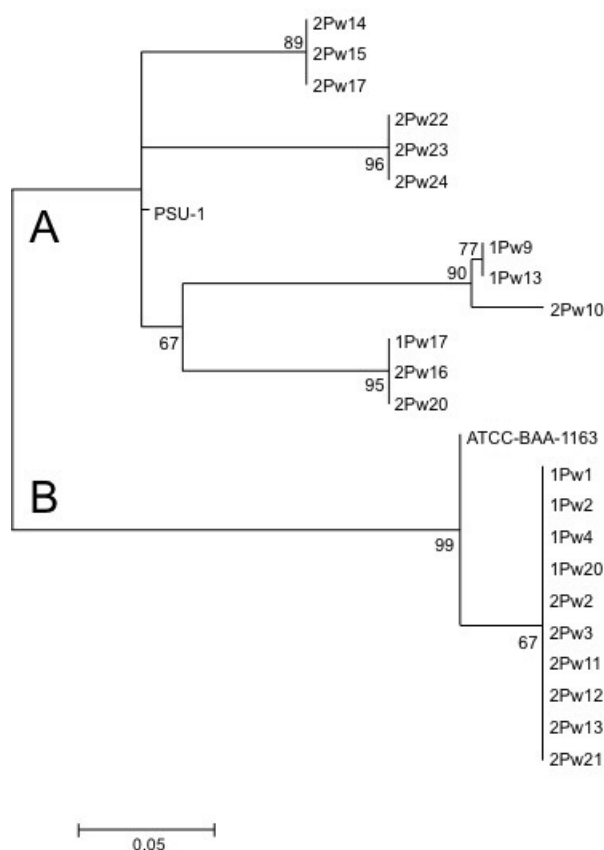 2Pw14
89
2Pw15
2Pw17
2Pw22
2Pw23
96
2Pw24
PSU-1
A
77
1Pw9
90
1Pw13
2Pw10
67
1Pw17
2Pw16
95
2Pw20
ATCC-BAA-1163
B
1Pw1
1Pw2
99
1Pw4
1Pw20
2Pw2
2Pw3
67
2Pw11
2Pw12
2Pw13
2Pw21
0.05